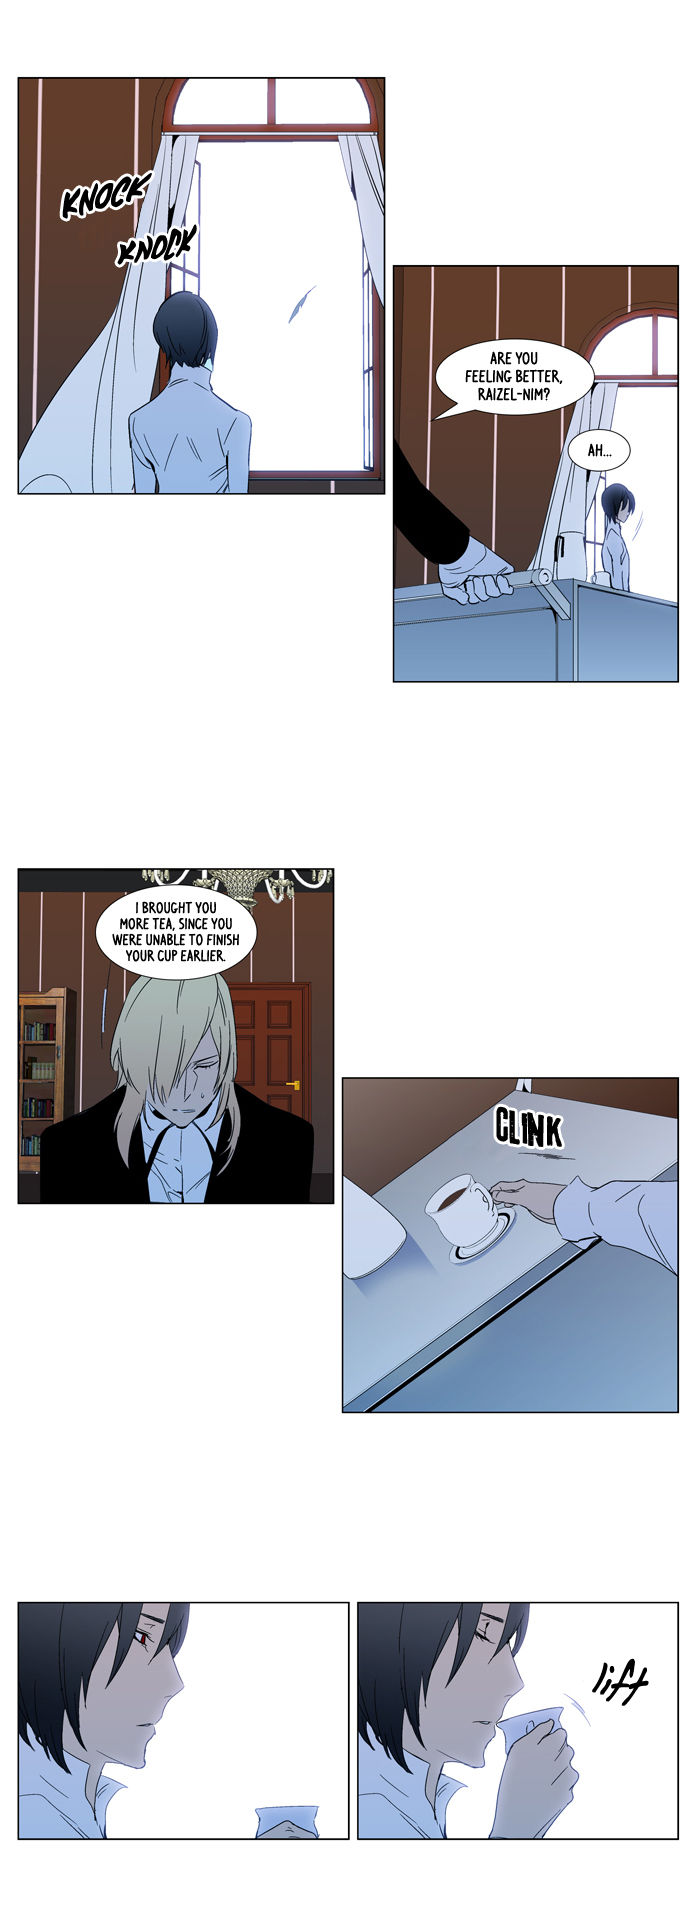 KNOCK
KNOCK
ARE YOU
FEELING BETTER,
RAIZEL-NIM?
AH...
I BROUGHT YOU
MORE TEA, SINCE YOU
WERE UNABLE TO FINISH
YOUR CUP EARLIER.
CLINK
lift